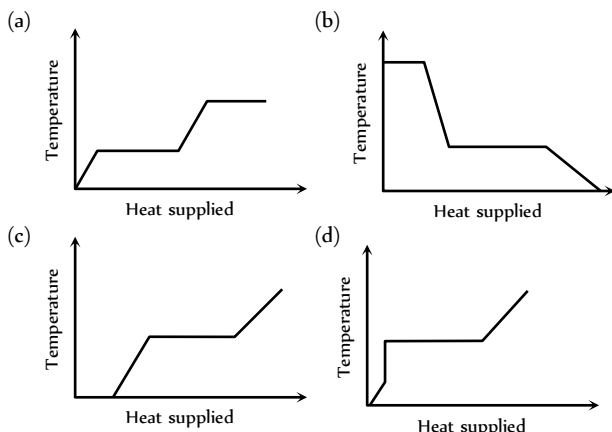 (a)
Temperature
Heat supplied
(b)
Temperature
Heat supplied
(c)
Temperature
Heat supplied
(d)
Temperature
Heat supplied